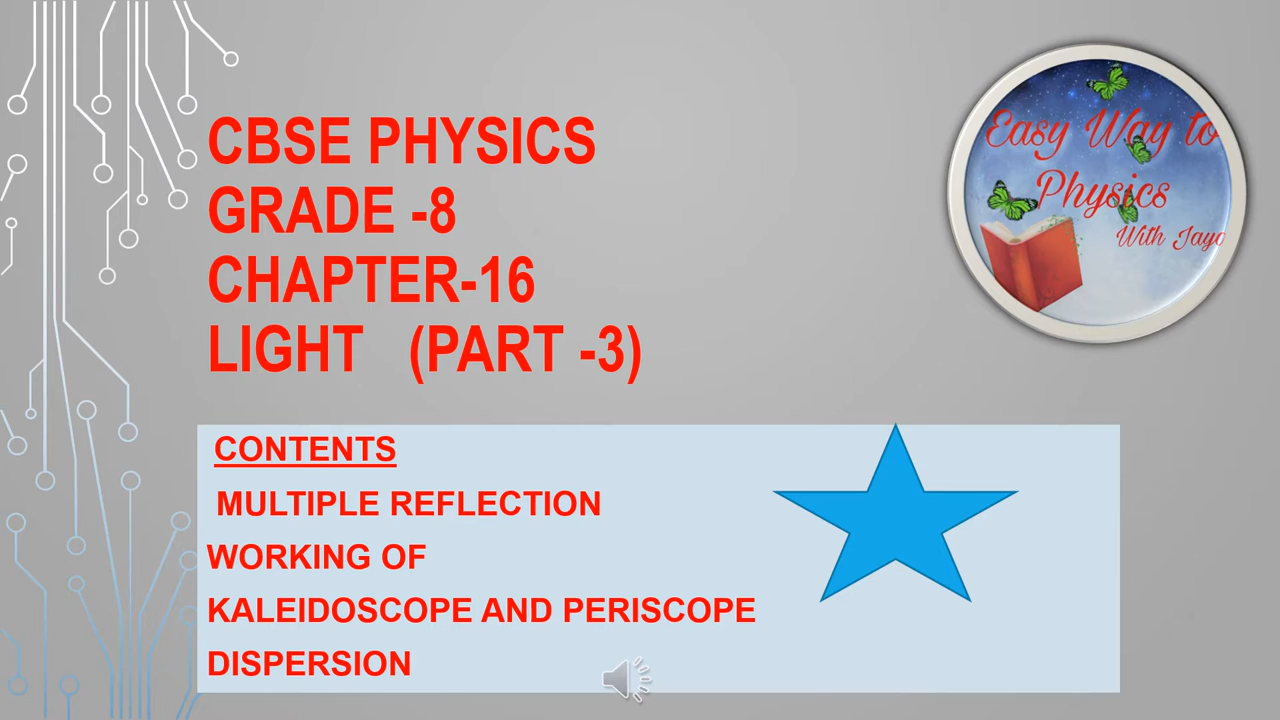 CBSE PHYSICS
GRADE -8
CHAPTER-16
LIGHT (PART -3)
Easy Way to
Physics
With Jaya
CONTENTS
MULTIPLE REFLECTION
WORKING OF
KALEIDOSCOPE AND PERISCOPE
DISPERSION